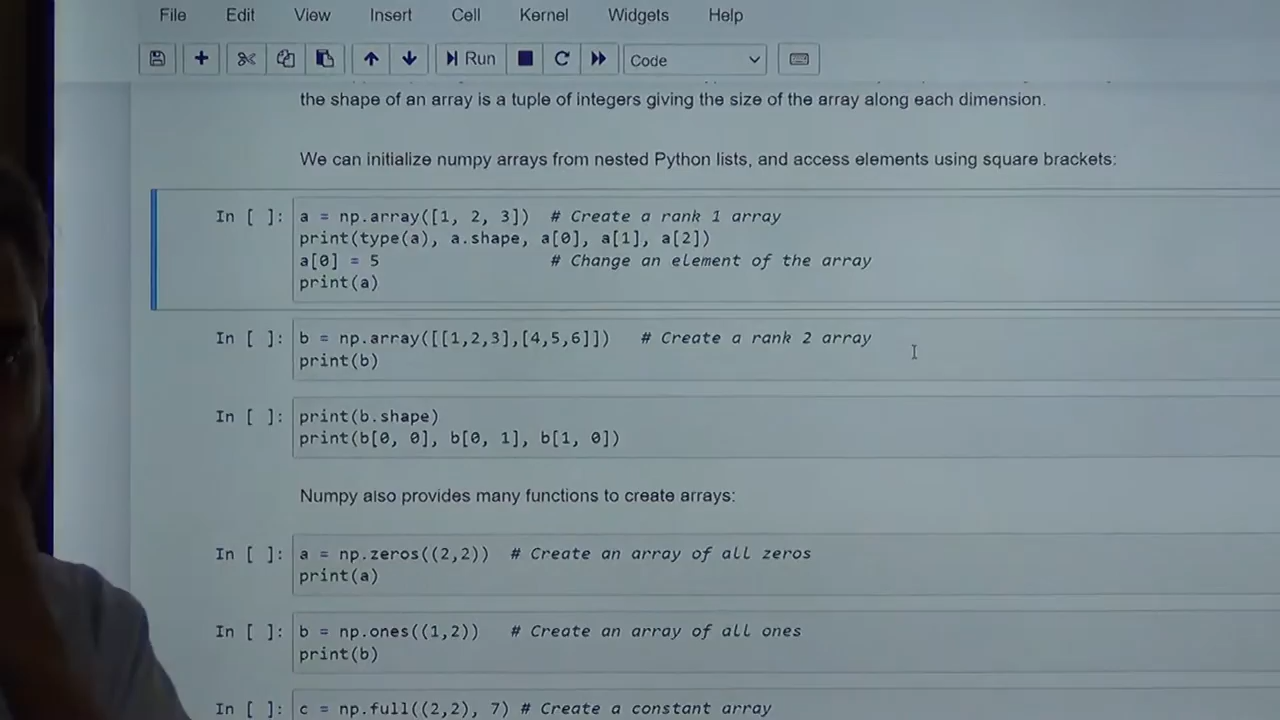 File Edit View Insert Cell Kernel Widgets Help
Run Code
the shape of an array is a tuple of integers giving the size of the array along each dimension.
We can initialize numpy arrays from nested Python lists, and access elements using square brackets:
In [ ]: a = np.array([1, 2, 3])  # Create a rank 1 array
print(type(a), a.shape, a[0], a[1], a[2])
a[0] = 5                 # Change an element of the array
print(a)
In [ ]: b = np.array([[1,2,3],[4,5,6]])   # Create a rank 2 array
print(b)
In [ ]: print(b.shape)
print(b[0, 0], b[0, 1], b[1, 0])
Numpy also provides many functions to create arrays:
In [ ]: a = np.zeros((2,2))  # Create an array of all zeros
print(a)
In [ ]: b = np.ones((1,2))   # Create an array of all ones
print(b)
In [ ]: c = np.full((2,2), 7) # Create a constant array